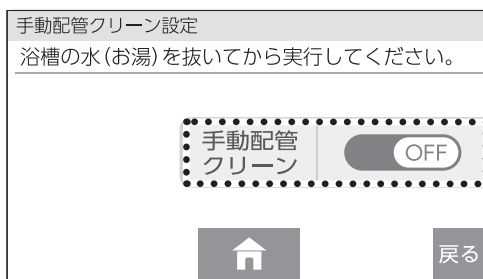 手動配管クリーン設定
浴槽の水(お湯)を抜いてから実行してください。
手動配管
クリーン
OFF
戻る